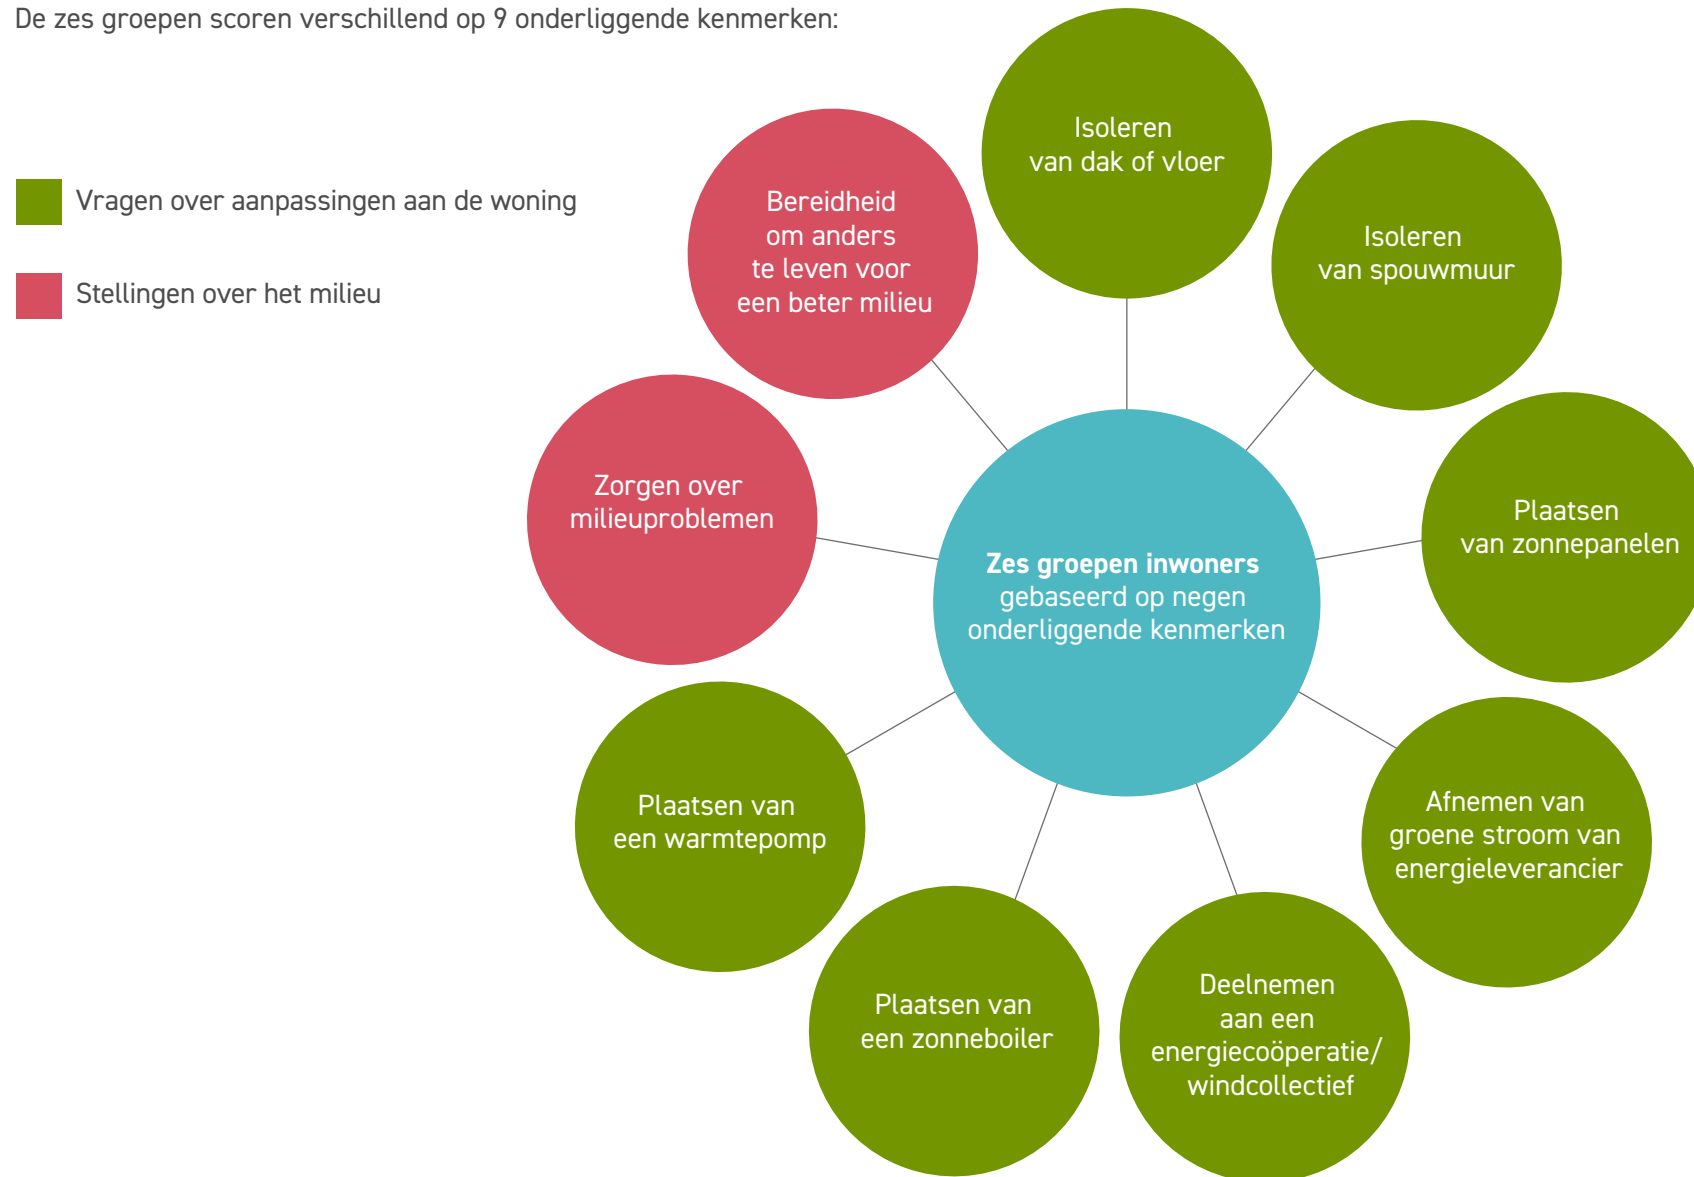 De zes groepen scoren verschillend op 9 onderliggende kenmerken:
Vragen over aanpassingen aan de woning
Stellingen over het milieu
Isoleren
van dak of vloer
Isoleren
van spouwmuur
Plaatsen
van zonnepanelen
Afnemen van
groene stroom van
energieleverancier
Deelnemen
aan een
energiecoöperatie/
windcollectief
Plaatsen van
een zonneboiler
Plaatsen van
een warmtepomp
Zorgen over
milieuproblemen
Bereidheid
om anders
te leven voor
een beter milieu
Zes groepen inwoners
gebaseerd op negen
onderliggende kenmerken